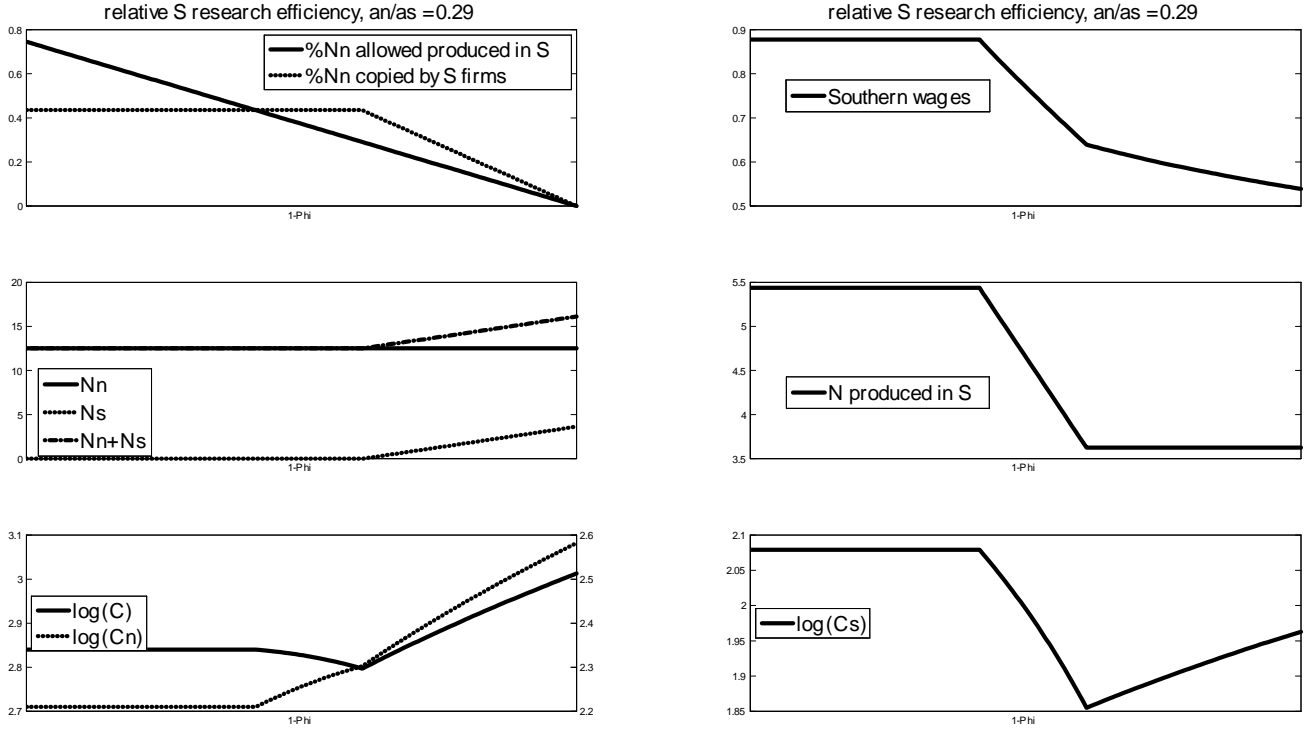 relative S research efficiency, an/as =0.29
0.8
0.6
0.4
0.2
0
%Nn allowed produced in S
%Nn copied by S firms
1-Phi
relative S research efficiency, an/as =0.29
0.9
0.8
0.7
0.6
0.5
Southern wages
1-Phi
20
15
10
5
0
Nn
Ns
Nn+Ns
1-Phi
5.5
5
4.5
4
3.5
N produced in S
1-Phi
3.1
3
2.9
2.8
2.7
log(C)
log(Cn)
2.6
2.5
2.4
2.3
2.2
1-Phi
2.1
2.05
2
1.95
1.9
1.85
log(Cs)
1-Phi